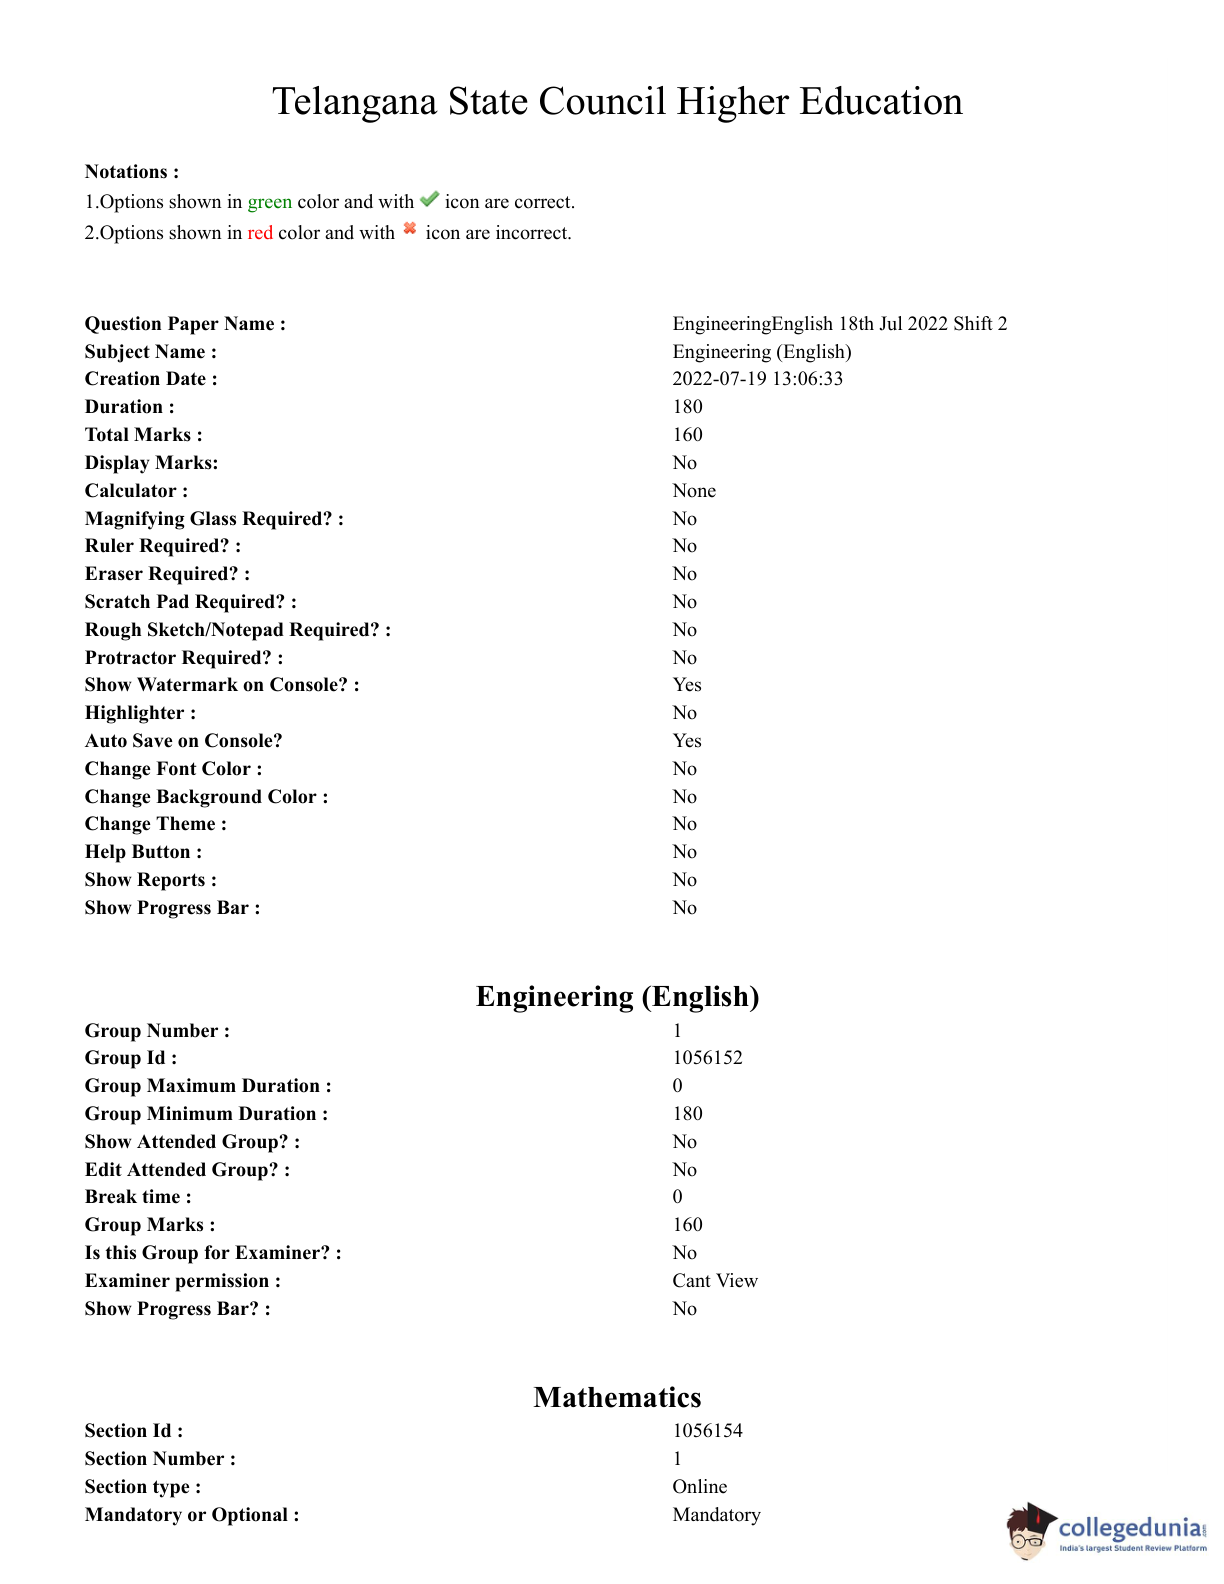 Telangana State Council Higher Education
Notations :
1.Options shown in green color and with icon are correct.
2.Options shown in red color and with icon are incorrect.
Question Paper Name : EngineeringEnglish 18th Jul 2022 Shift 2
Subject Name : Engineering (English)
Creation Date : 2022-07-19 13:06:33
Duration : 180
Total Marks : 160
Display Marks: No
Calculator : None
Magnifying Glass Required? : No
Ruler Required? : No
Eraser Required? : No
Scratch Pad Required? : No
Rough Sketch/Notepad Required? : No
Protractor Required? : No
Show Watermark on Console? : Yes
Highlighter : No
Auto Save on Console? Yes
Change Font Color : No
Change Background Color : No
Change Theme : No
Help Button : No
Show Reports : No
Show Progress Bar : No
Engineering (English)
Group Number : 1
Group Id : 1056152
Group Maximum Duration : 0
Group Minimum Duration : 180
Show Attended Group? : No
Edit Attended Group? : No
Break time : 0
Group Marks : 160
Is this Group for Examiner? : No
Examiner permission : Cant View
Show Progress Bar? : No
Mathematics
Section Id : 1056154
Section Number : 1
Section type : Online
Mandatory or Optional : Mandatory
collegedunia
India's largest Student Review Platform